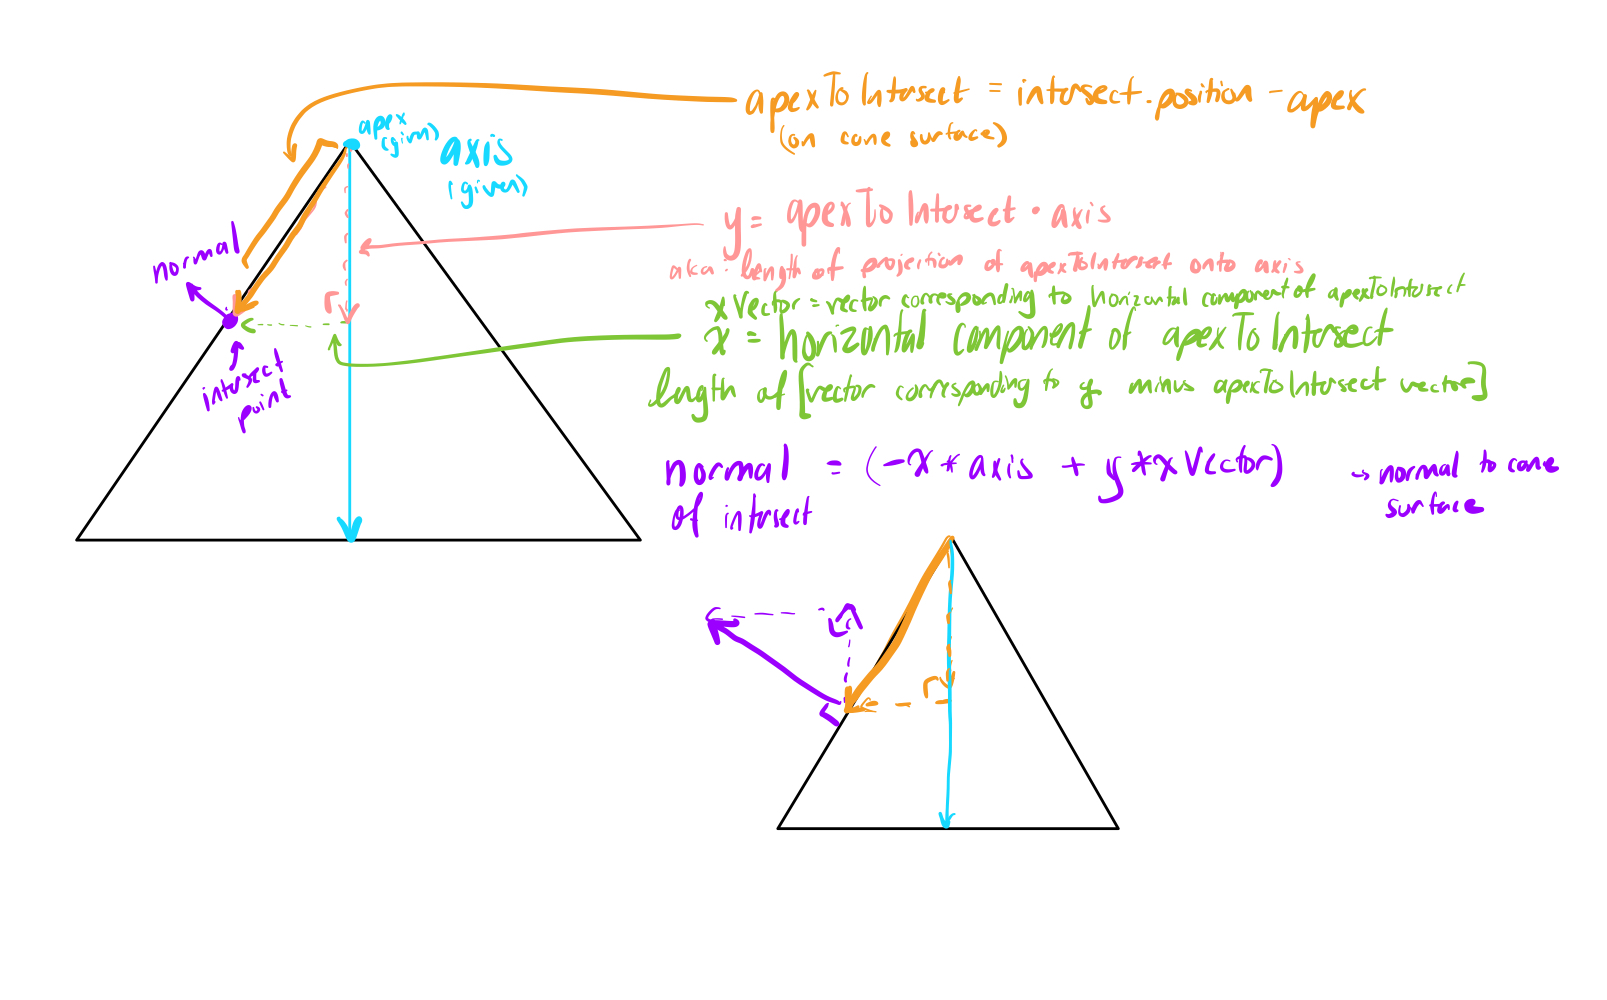 apexToIntersect = intersect.position - apex
(on cone surface)
apex
(given)
axis
(given)
y = apexToIntersect · axis
aka: length of projection of apexToIntersect onto axis
normal
xVector = vector corresponding to horizontal component of apexToIntersect
x = horizontal component of apexToIntersect
length of [vector corresponding to y minus apexToIntersect vector]
intersect
point
normal = (-x * axis + y * xVector) → normal to cone
of intersect surface